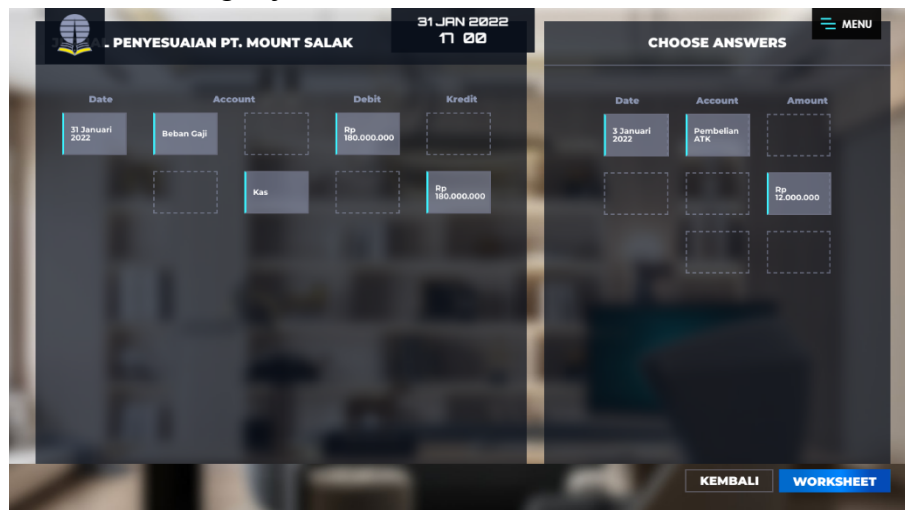 31 JAN 2022
17 00
MENU
L PENYESUAIAN PT. MOUNT SALAK
CHOOSE ANSWERS
Date Account Debit Kredit
31 Januari
2022
Beban Gaji
Rp
180.000.000
Kas
Rp
180.000.000
Date Account Amount
3 Januari
2022
Pembelian
ATK
Rp
12.000.000
KEMBALI
WORKSHEET